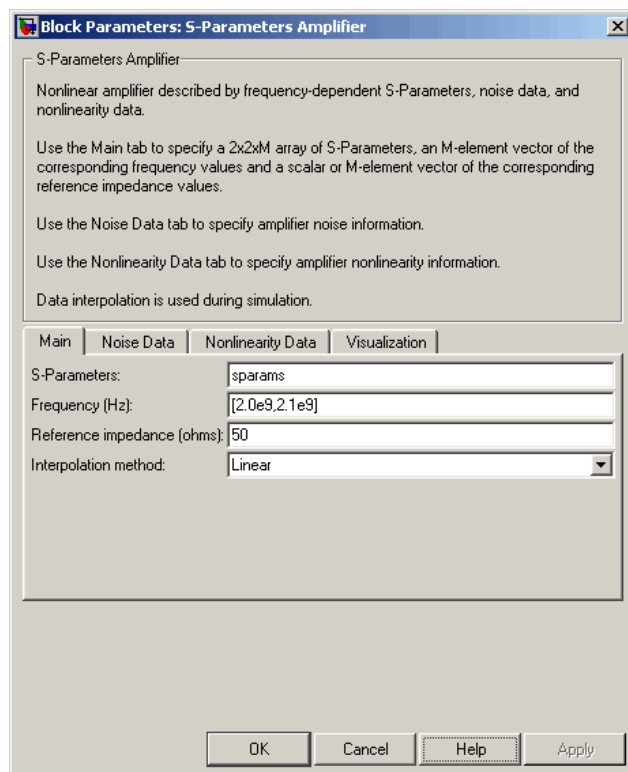 Block Parameters: S-Parameters Amplifier
S-Parameters Amplifier
Nonlinear amplifier described by frequency-dependent S-Parameters, noise data, and
nonlinearity data.
Use the Main tab to specify a 2x2xM array of S-Parameters, an M-element vector of the
corresponding frequency values and a scalar or M-element vector of the corresponding
reference impedance values.
Use the Noise Data tab to specify amplifier noise information.
Use the Nonlinearity Data tab to specify amplifier nonlinearity information.
Data interpolation is used during simulation.
Main Noise Data Nonlinearity Data Visualization
S-Parameters: sparams
Frequency (Hz): [2.0e9,2.1e9]
Reference impedance (ohms): 50
Interpolation method: Linear
OK Cancel Help Apply